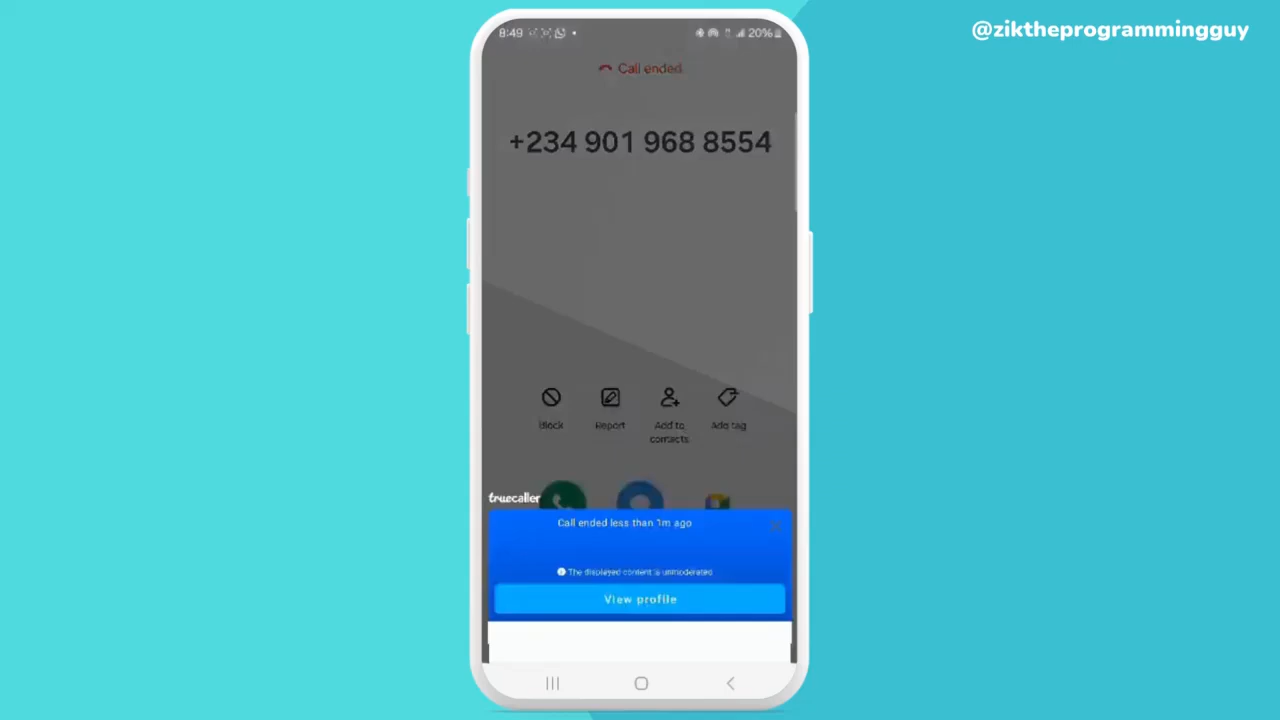 @ziktheprogrammingguy
8:49
20%
Call ended
+234 901 968 8554
Block
Report
Add to
contacts
Add tag
truecaller
Call ended less than 1m ago
The displayed content is unmoderated
View profile